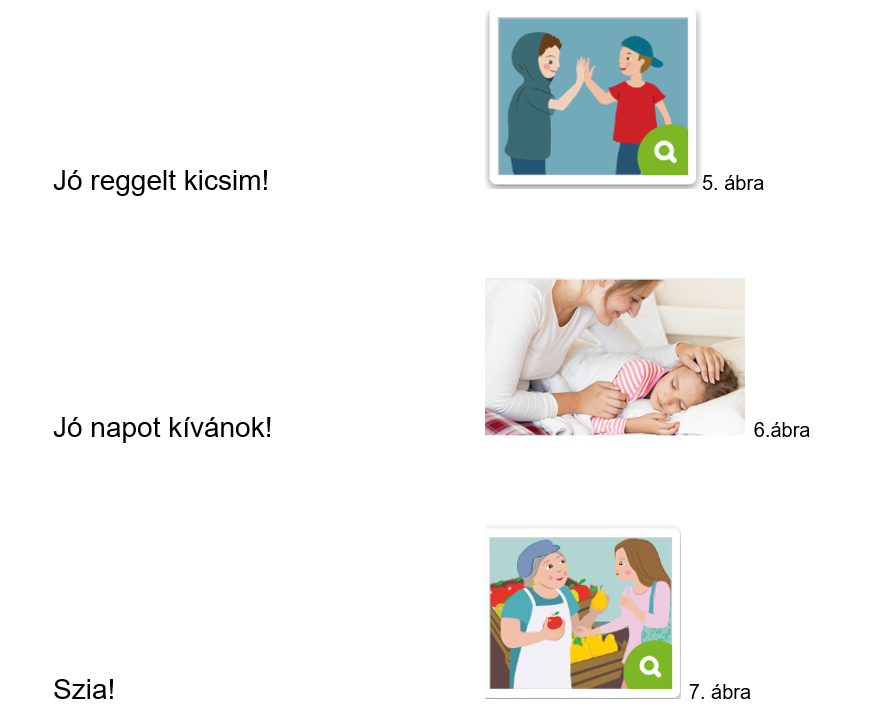 Jó reggelt kicsim! 5. ábra
Jó napot kívánok! 6.ábra
Szia! 7. ábra